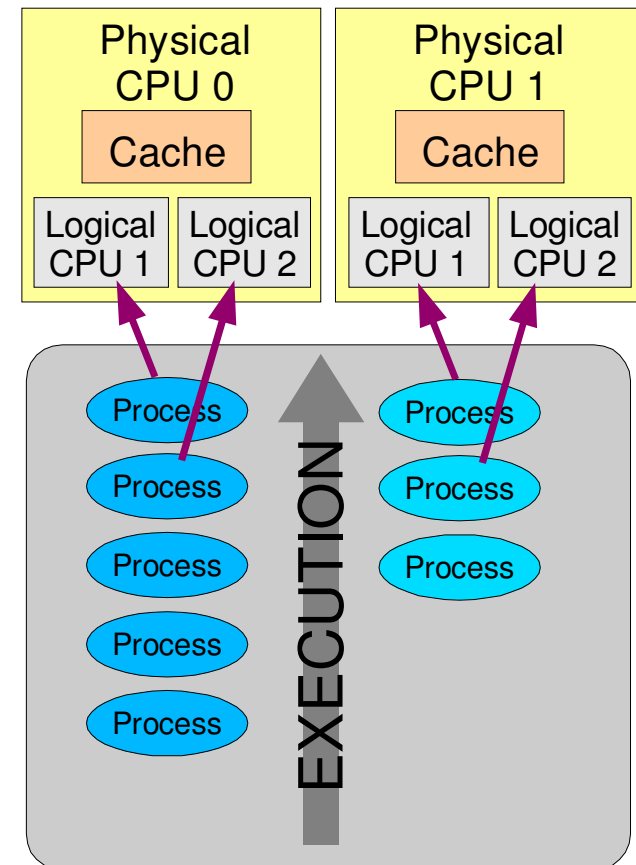 Physical
CPU 0
Cache
Logical
CPU 1
Logical
CPU 2
Physical
CPU 1
Cache
Logical
CPU 1
Logical
CPU 2
Process
Process
Process
Process
Process
EXECUTION
Process
Process
Process